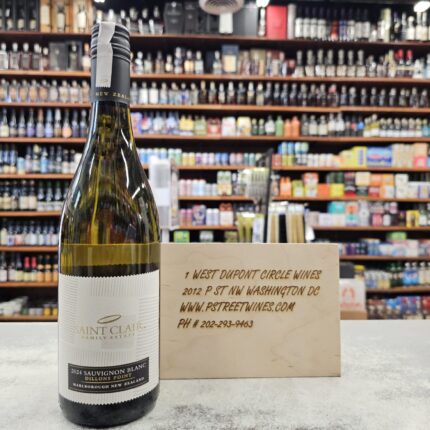 NEW ZEALAND
SAINT CLAIR
FAMILY ESTATE
2024 SAUVIGNON BLANC
DILLONS POINT
MARLBOROUGH NEW ZEALAND
1 WEST DUPONT CIRCLE WINES
2012 P ST NW WASHINGTON DC
WWW.PSTREETWINES.COM
PH # 202-293-9463